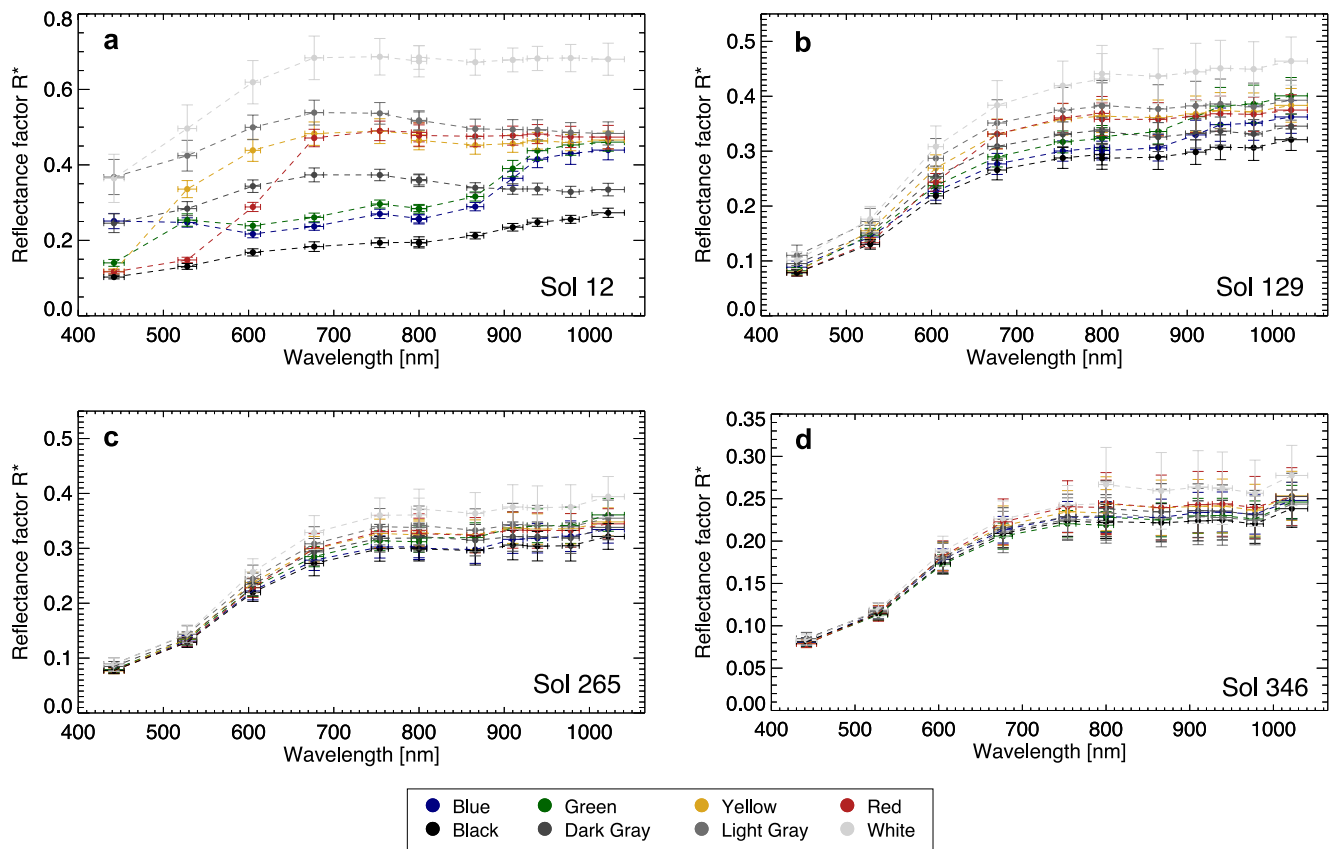 a
Reflectance factor R*
0.8
0.6
0.4
0.2
0.0
400 500 600 700 800 900 1000
Wavelength [nm]
Sol 12
b
Reflectance factor R*
0.5
0.4
0.3
0.2
0.1
0.0
400 500 600 700 800 900 1000
Wavelength [nm]
Sol 129
c
Reflectance factor R*
0.5
0.4
0.3
0.2
0.1
0.0
400 500 600 700 800 900 1000
Wavelength [nm]
Sol 265
d
Reflectance factor R*
0.35
0.30
0.25
0.20
0.15
0.10
0.05
0.00
400 500 600 700 800 900 1000
Wavelength [nm]
Sol 346
Blue Green Yellow Red
Black Dark Gray Light Gray White